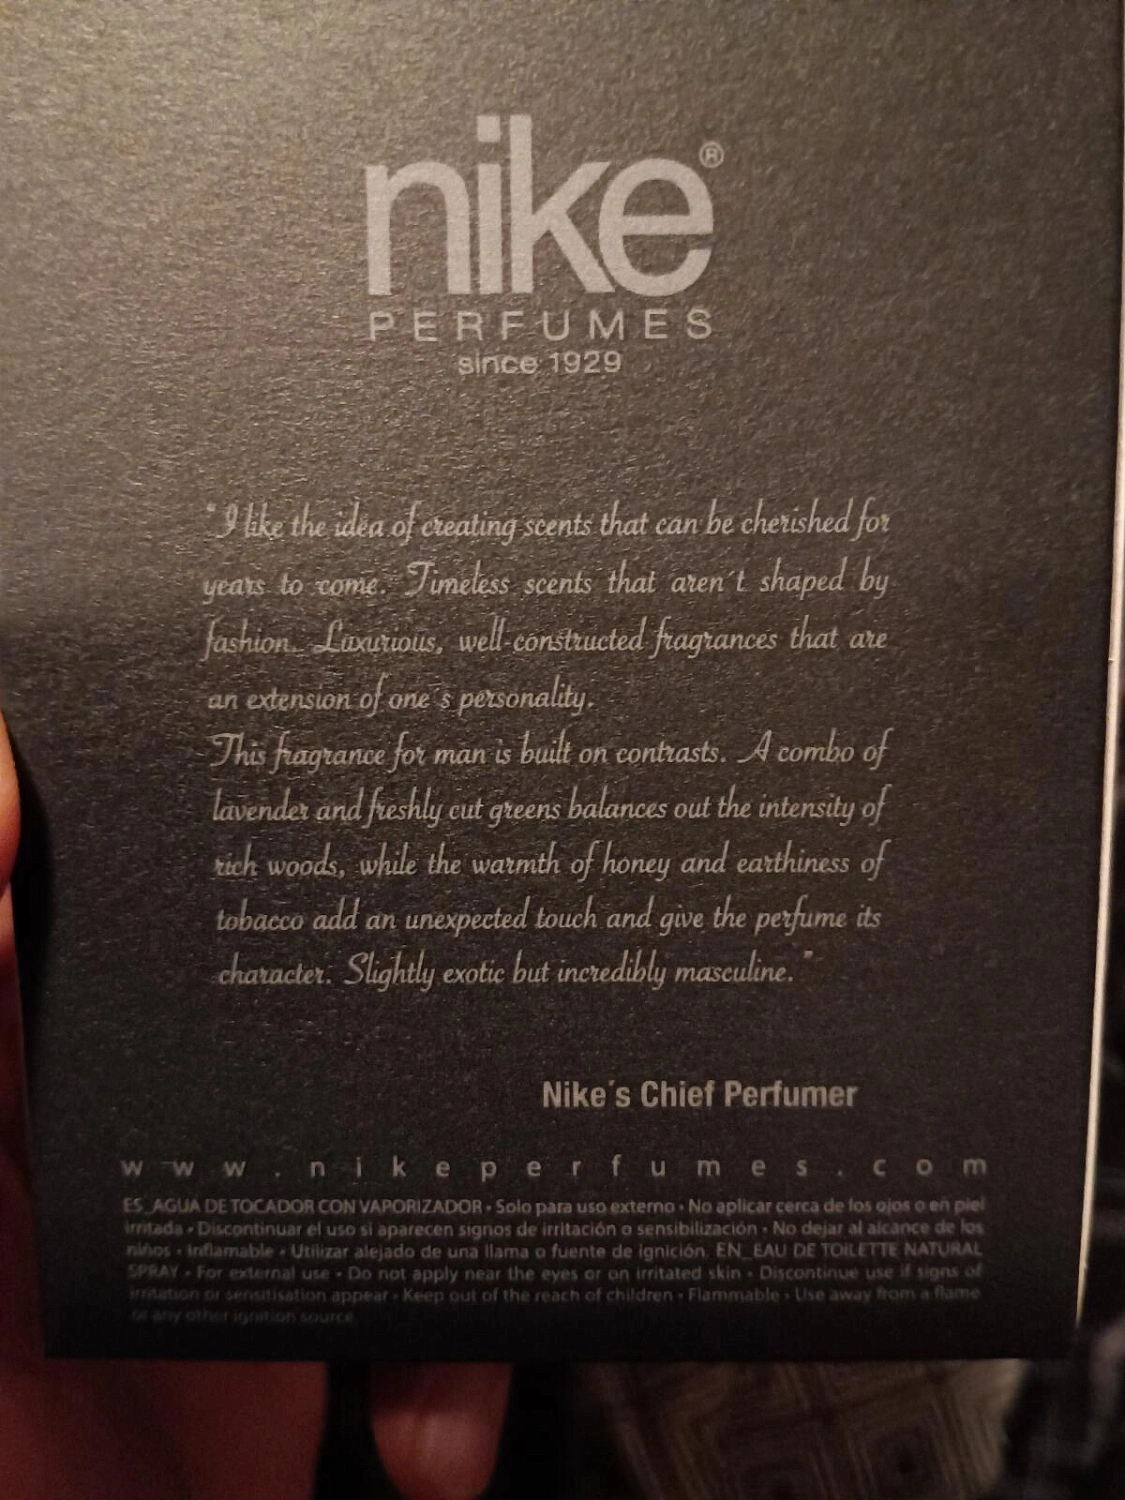 nike®
PERFUMES
since 1929
"I like the idea of creating scents that can be cherished for
years to come. Timeless scents that aren´t shaped by
fashion. Luxurious, well-constructed fragrances that are
an extension of one´s personality.
This fragrance for man is built on contrasts. A combo of
lavender and freshly cut greens balances out the intensity of
rich woods, while the warmth of honey and earthiness of
tobacco add an unexpected touch and give the perfume its
character. Slightly exotic but incredibly masculine."
Nike´s Chief Perfumer
www.nikeperfumes.com
ES_AGUA DE TOCADOR CON VAPORIZADOR • Solo para uso externo • No aplicar cerca de los ojos o en piel
irritada • Discontinuar el uso si aparecen signos de irritación o sensibilización • No dejar al alcance de los
niños • Inflamable • Utilizar alejado de una llama o fuente de ignición. EN_EAU DE TOILETTE NATURAL
SPRAY • For external use • Do not apply near the eyes or on irritated skin • Discontinue use if signs of
irritation or sensitisation appear • Keep out of the reach of children • Flammable • Use away from a flame
or any other ignition source.